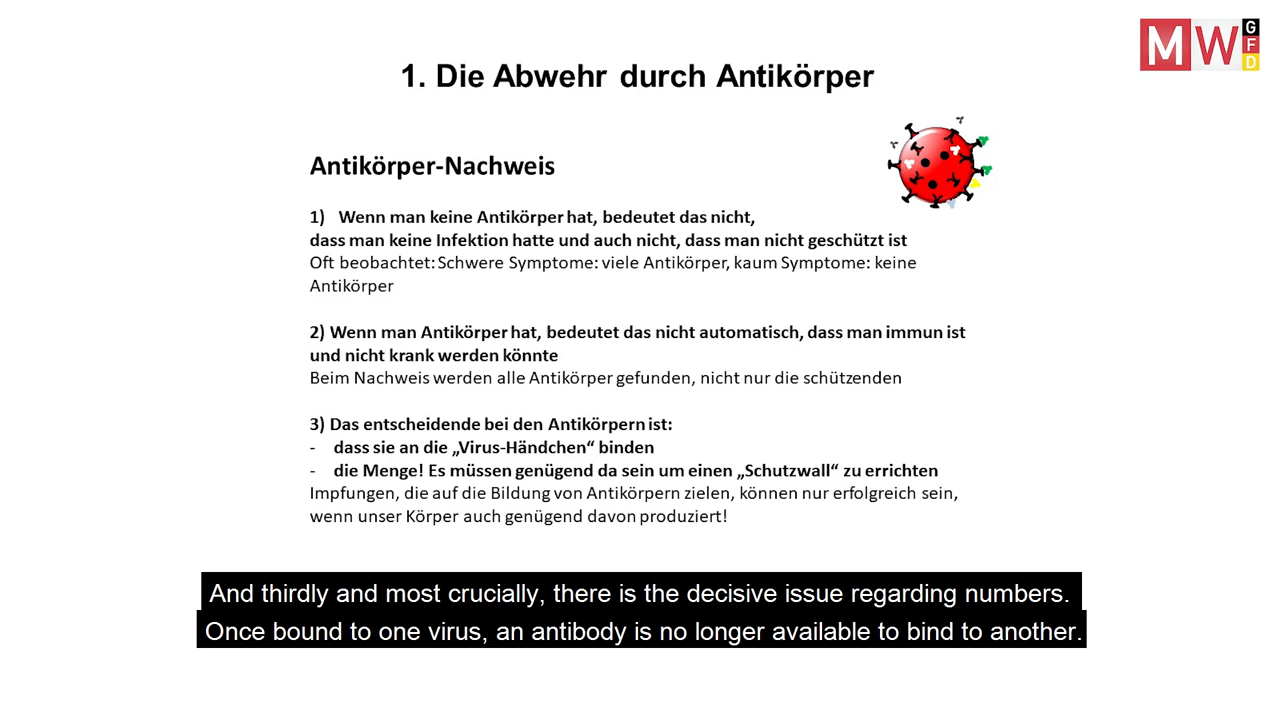 MW
G
F
D
1. Die Abwehr durch Antikörper
Antikörper-Nachweis
1) Wenn man keine Antikörper hat, bedeutet das nicht,
dass man keine Infektion hatte und auch nicht, dass man nicht geschützt ist
Oft beobachtet: Schwere Symptome: viele Antikörper, kaum Symptome: keine
Antikörper
2) Wenn man Antikörper hat, bedeutet das nicht automatisch, dass man immun ist
und nicht krank werden könnte
Beim Nachweis werden alle Antikörper gefunden, nicht nur die schützenden
3) Das entscheidende bei den Antikörpern ist:
- dass sie an die „Virus-Händchen“ binden
- die Menge! Es müssen genügend da sein um einen „Schutzwall“ zu errichten
Impfungen, die auf die Bildung von Antikörpern zielen, können nur erfolgreich sein,
wenn unser Körper auch genügend davon produziert!
And thirdly and most crucially, there is the decisive issue regarding numbers.
Once bound to one virus, an antibody is no longer available to bind to another.